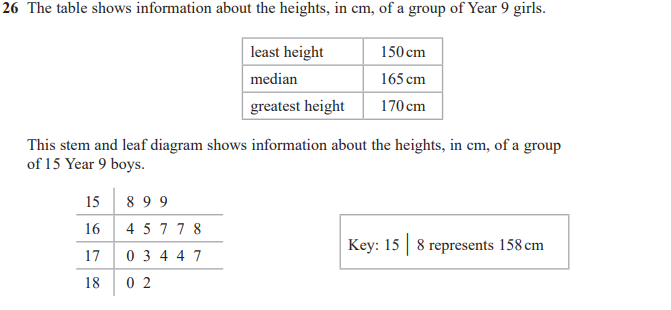 26 The table shows information about the heights, in cm, of a group of Year 9 girls.
least height 150 cm
median 165 cm
greatest height 170 cm
This stem and leaf diagram shows information about the heights, in cm, of a group
of 15 Year 9 boys.
15 | 8 9 9
16 | 4 5 7 7 8
17 | 0 3 4 4 7
18 | 0 2
Key: 15 | 8 represents 158 cm